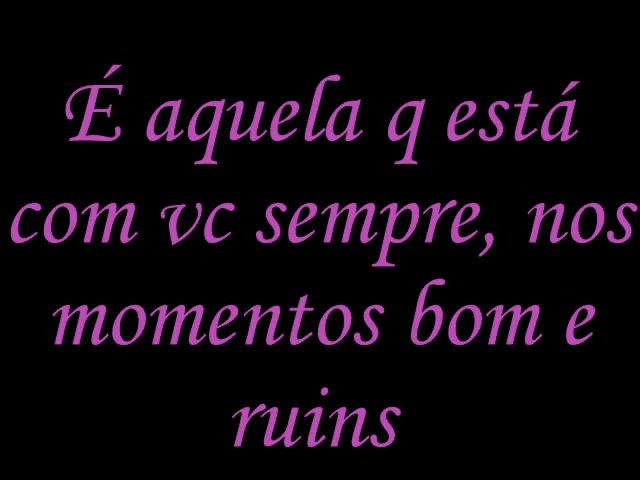 É aquela q está
com vc sempre, nos
momentos bom e
ruins